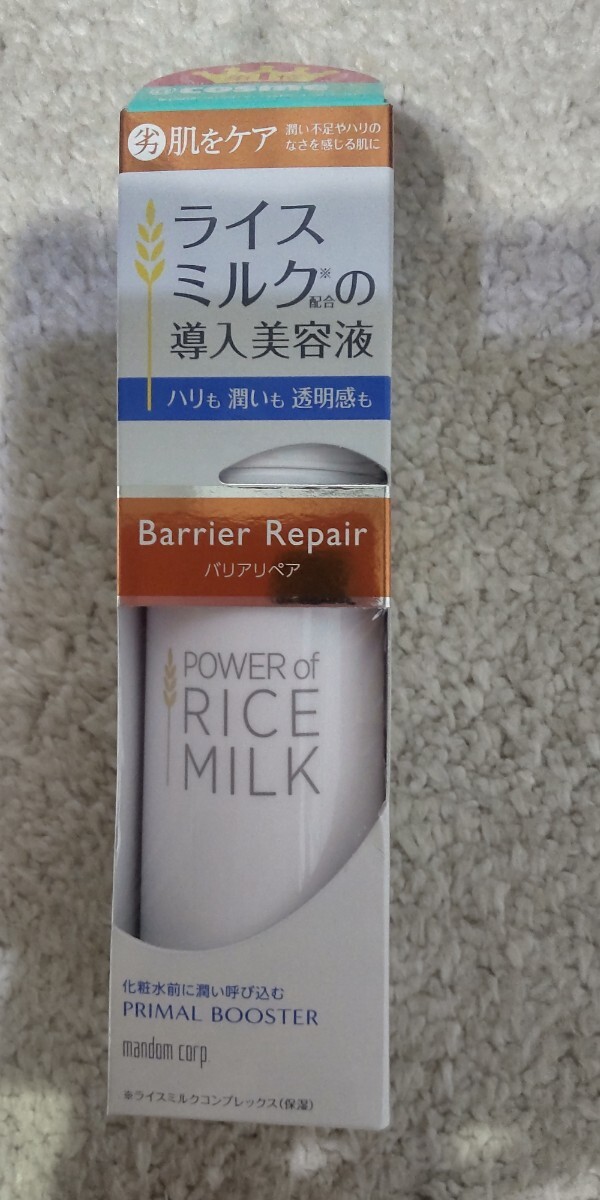 @cosme
劣 肌をケア
潤い不足やハリの
なさを感じる肌に
ライス
ミルク※の
配合
導入美容液
ハリも 潤いも 透明感も
Barrier Repair
バリアリペア
POWER of
RICE
MILK
化粧水前に潤い呼び込む
PRIMAL BOOSTER
mandom corp.
※ライスミルクコンプレックス(保湿)